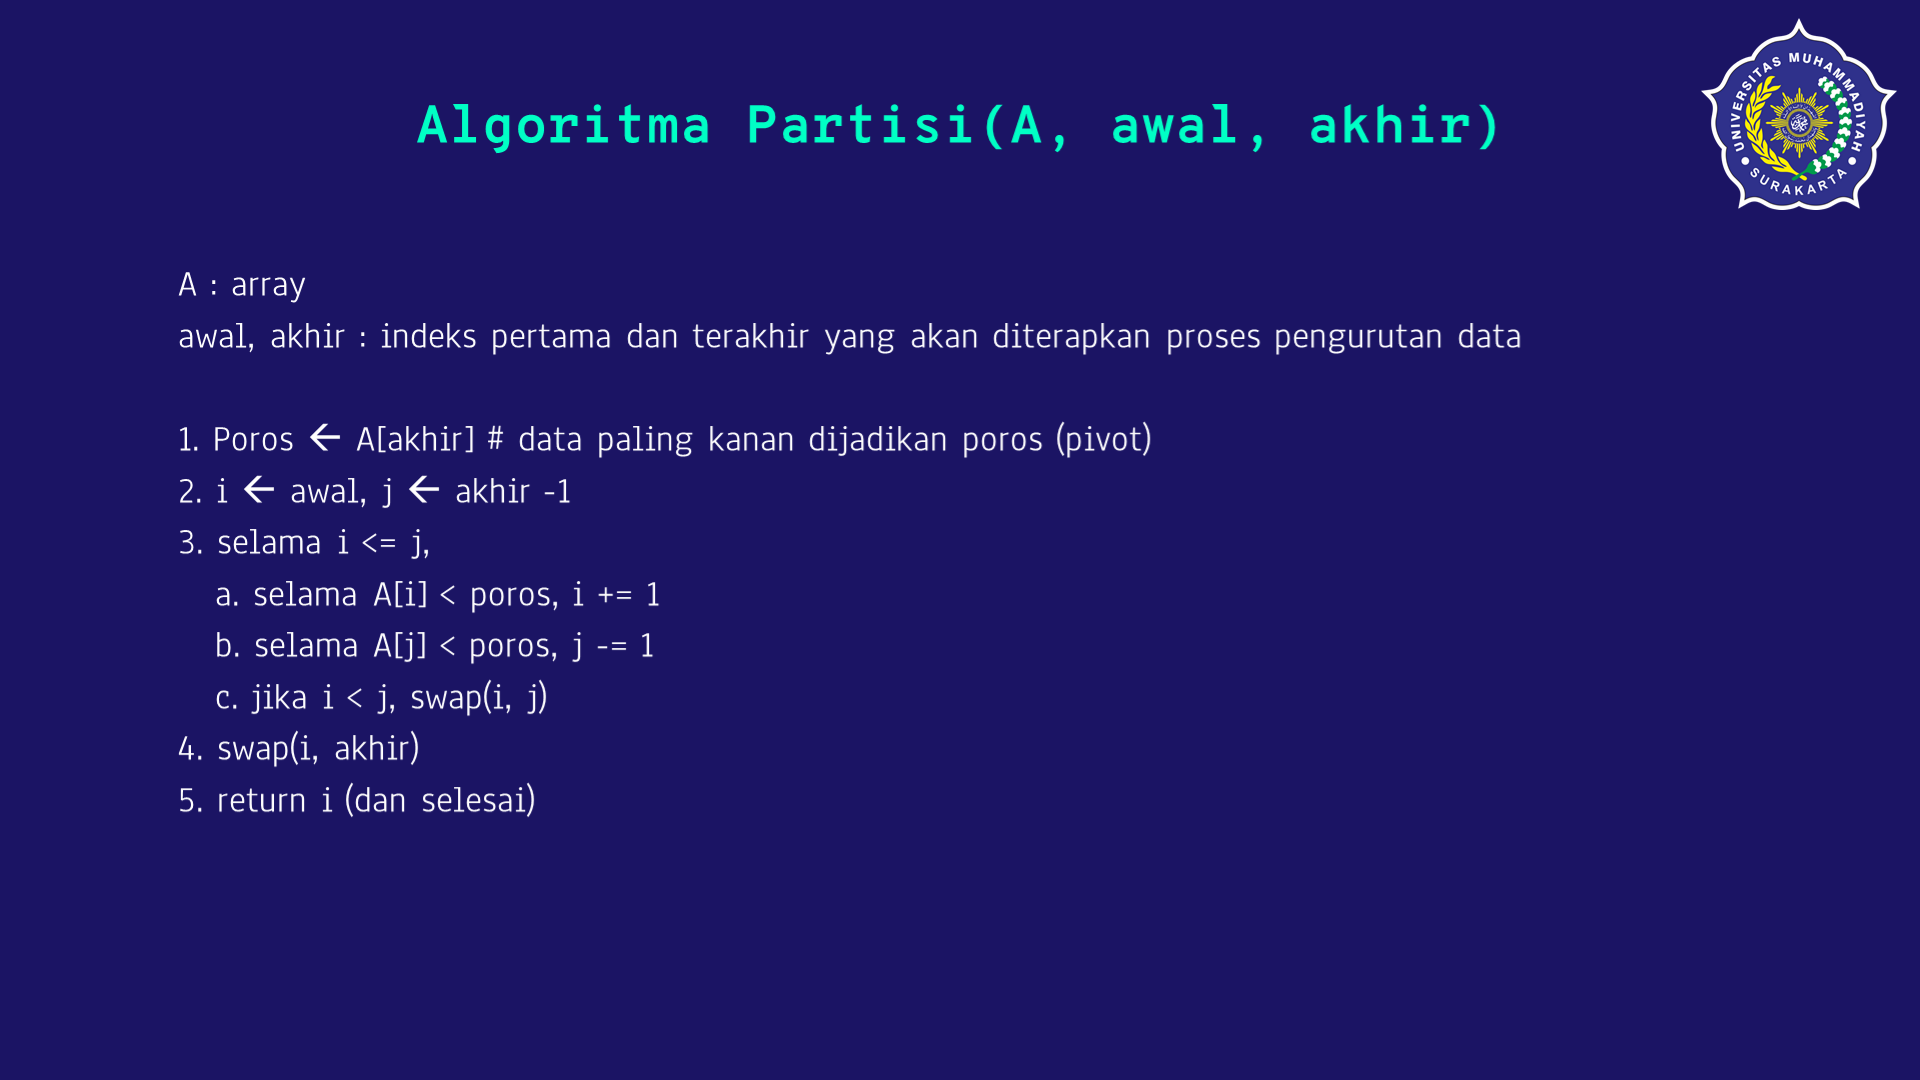 Algoritma Partisi(A, awal, akhir)
UNIVERSITAS MUHAMMADIYAH
SURAKARTA
A : array
awal, akhir : indeks pertama dan terakhir yang akan diterapkan proses pengurutan data
1. Poros ← A[akhir] # data paling kanan dijadikan poros (pivot)
2. i ← awal, j ← akhir -1
3. selama i <= j,
a. selama A[i] < poros, i += 1
b. selama A[j] < poros, j -= 1
c. jika i < j, swap(i, j)
4. swap(i, akhir)
5. return i (dan selesai)